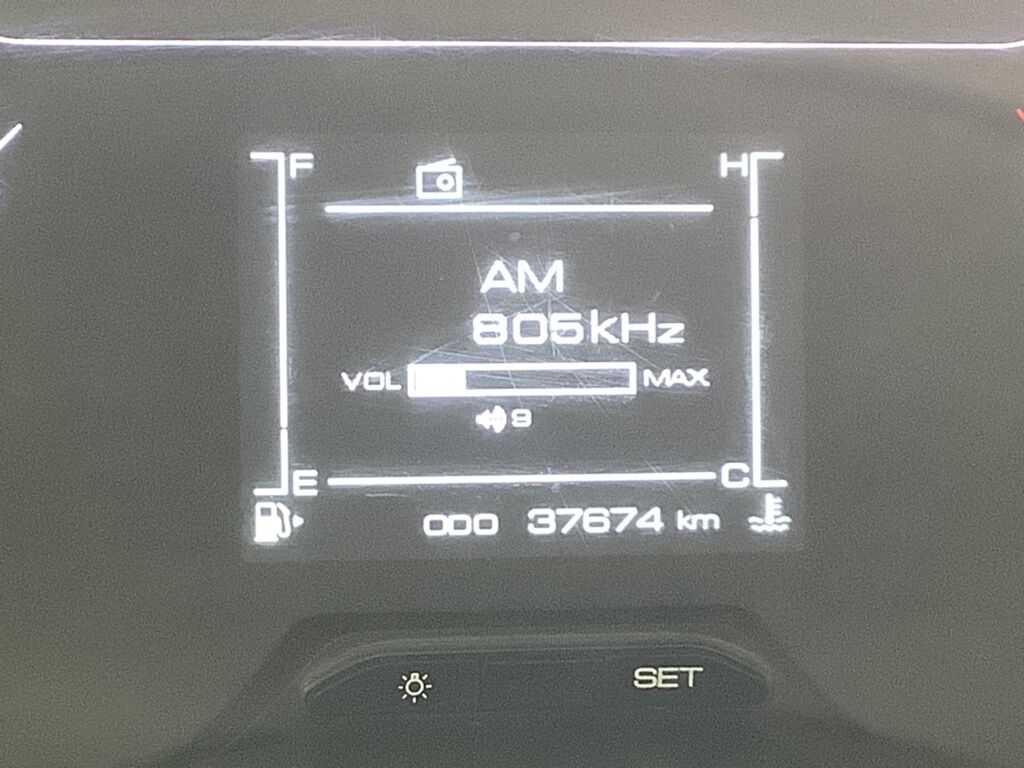 F
H
AM
805kHz
VOL MAX
9
E
C
ODO 37674 km
SET